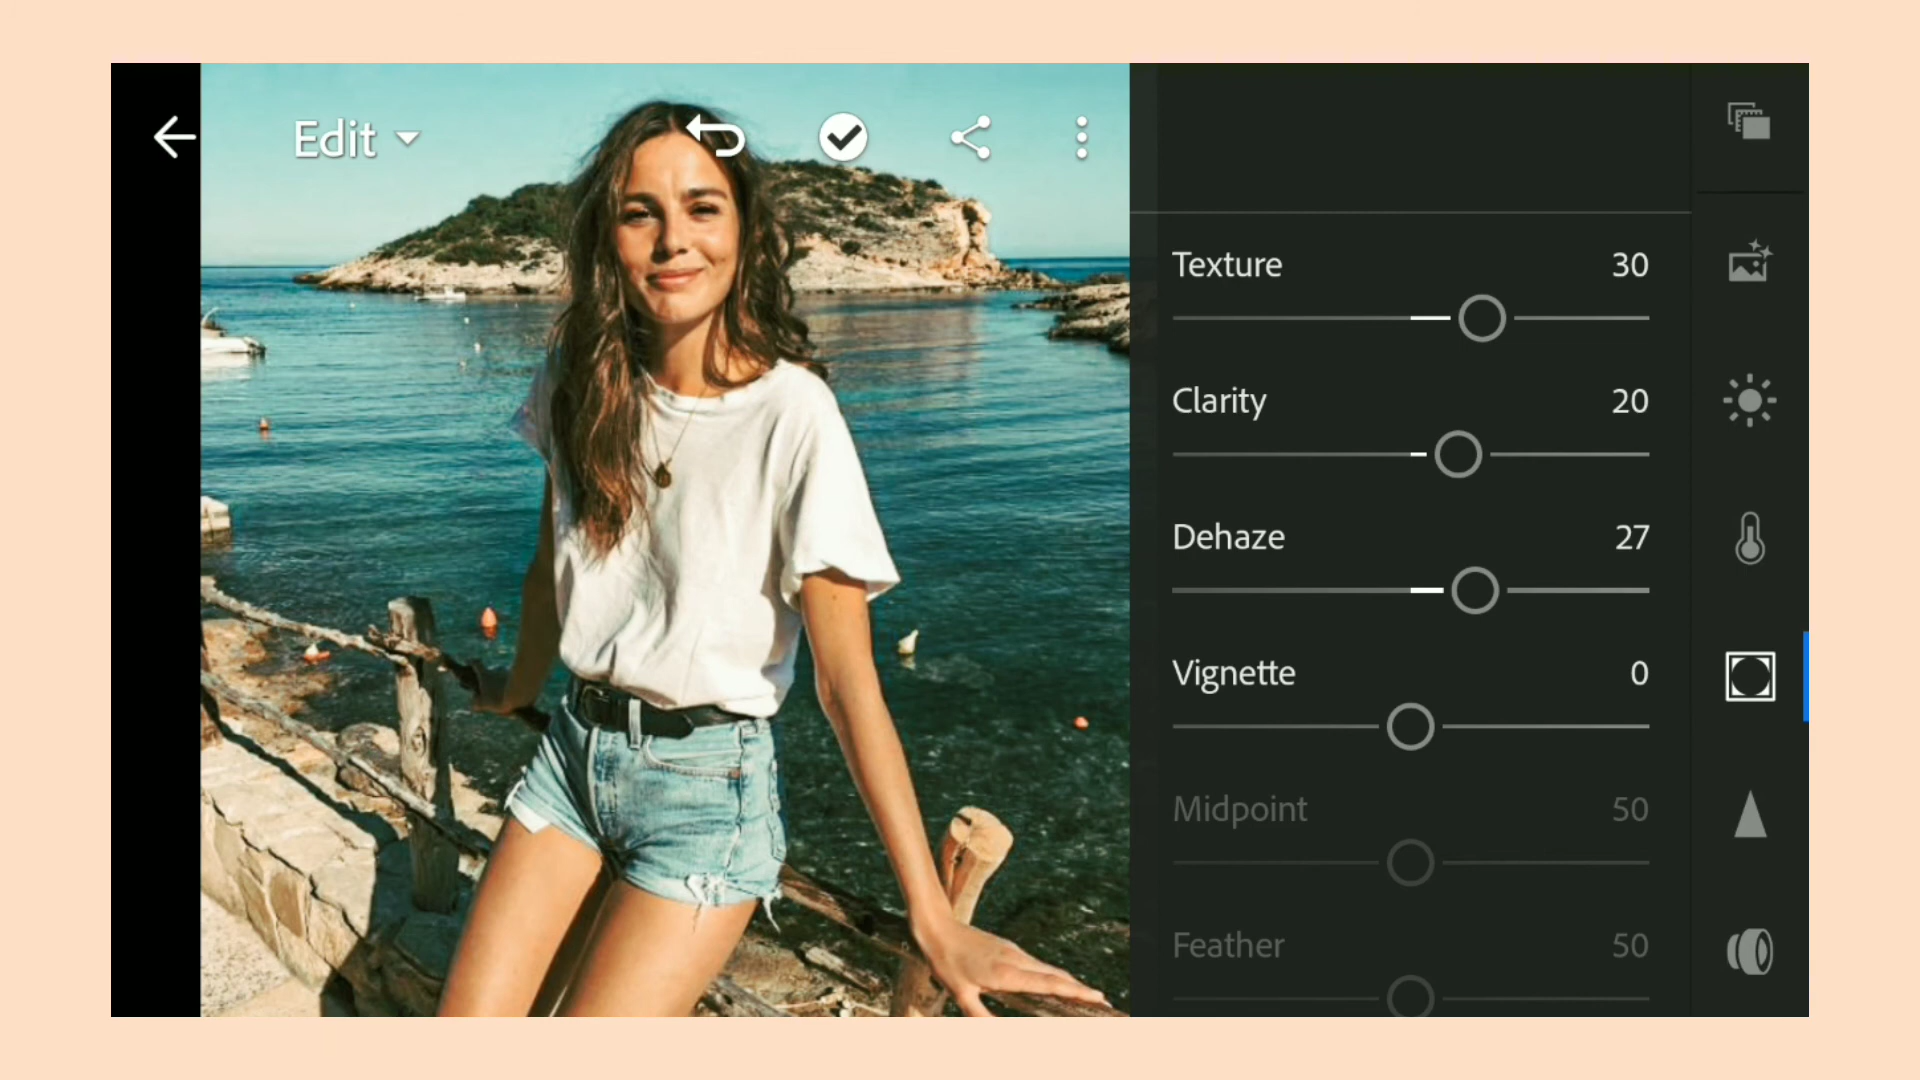 Edit
Texture 30
Clarity 20
Dehaze 27
Vignette 0
Midpoint 50
Feather 50